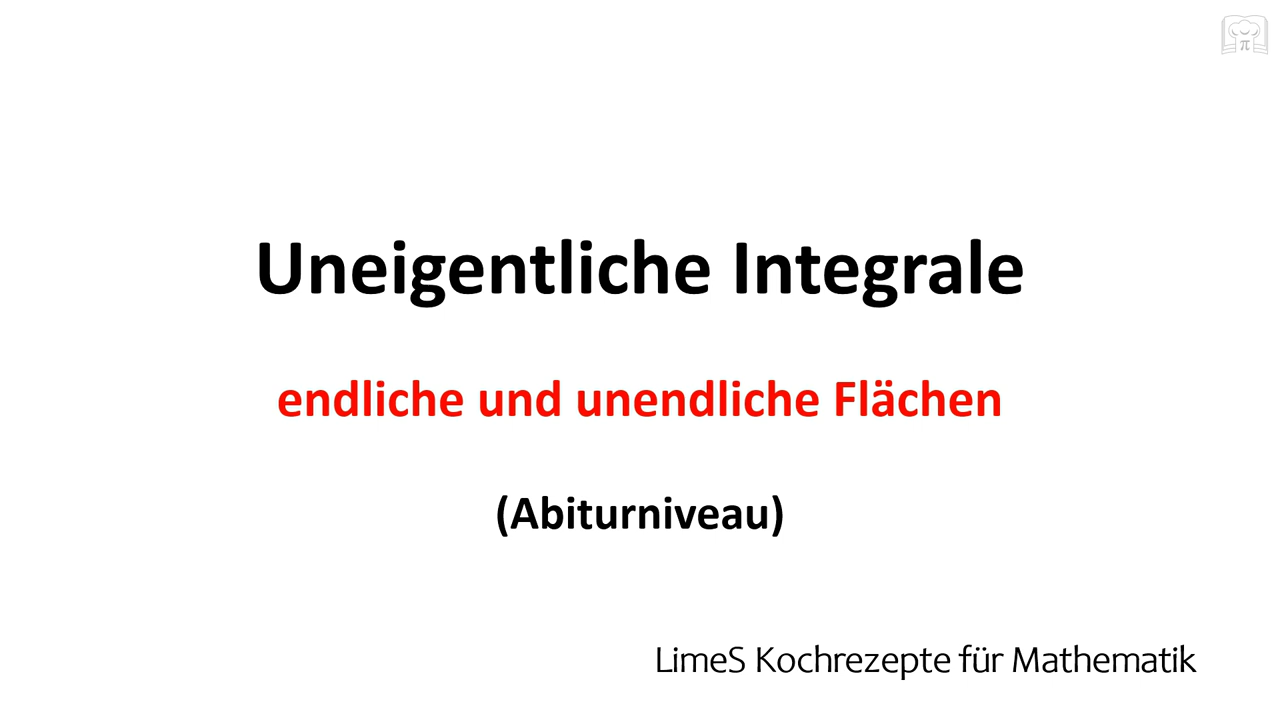 π
Uneigentliche Integrale
endliche und unendliche Flächen
(Abiturniveau)
LimeS Kochrezepte für Mathematik